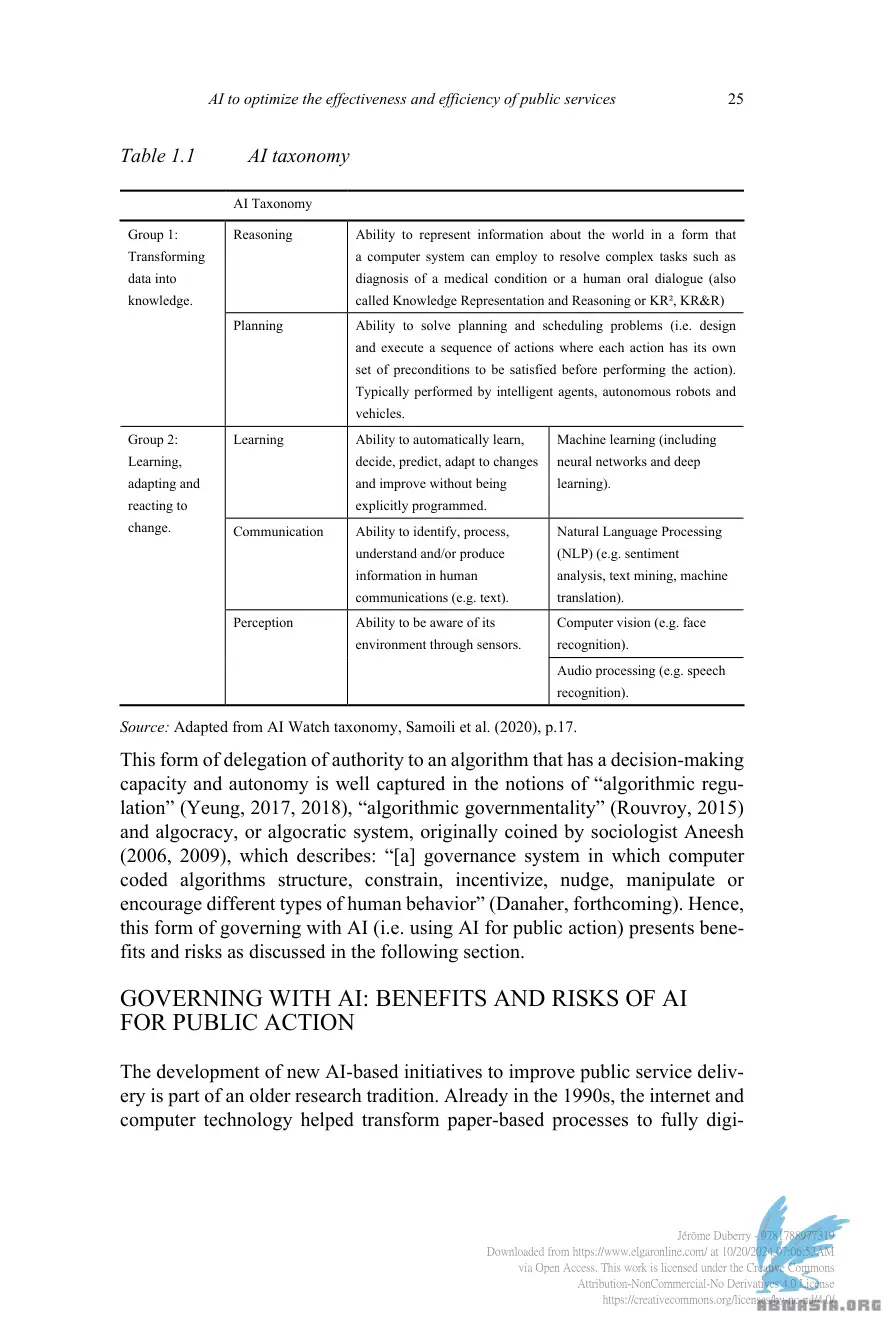 AI to optimize the effectiveness and efficiency of public services 25
Table 1.1 AI taxonomy
AI Taxonomy
Group 1:
Transforming
data into
knowledge.
Reasoning
Ability to represent information about the world in a form that
a computer system can employ to resolve complex tasks such as
diagnosis of a medical condition or a human oral dialogue (also
called Knowledge Representation and Reasoning or KR², KR&R)
Planning
Ability to solve planning and scheduling problems (i.e. design
and execute a sequence of actions where each action has its own
set of preconditions to be satisfied before performing the action).
Typically performed by intelligent agents, autonomous robots and
vehicles.
Group 2:
Learning,
adapting and
reacting to
change.
Learning
Ability to automatically learn,
decide, predict, adapt to changes
and improve without being
explicitly programmed.
Machine learning (including
neural networks and deep
learning).
Communication
Ability to identify, process,
understand and/or produce
information in human
communications (e.g. text).
Natural Language Processing
(NLP) (e.g. sentiment
analysis, text mining, machine
translation).
Perception
Ability to be aware of its
environment through sensors.
Computer vision (e.g. face
recognition).
Audio processing (e.g. speech
recognition).
Source: Adapted from AI Watch taxonomy, Samoili et al. (2020), p.17.
This form of delegation of authority to an algorithm that has a decision-making
capacity and autonomy is well captured in the notions of “algorithmic regu-
lation” (Yeung, 2017, 2018), “algorithmic governmentality” (Rouvroy, 2015)
and algocracy, or algocratic system, originally coined by sociologist Aneesh
(2006, 2009), which describes: “[a] governance system in which computer
coded algorithms structure, constrain, incentivize, nudge, manipulate or
encourage different types of human behavior” (Danaher, forthcoming). Hence,
this form of governing with AI (i.e. using AI for public action) presents bene-
fits and risks as discussed in the following section.
GOVERNING WITH AI: BENEFITS AND RISKS OF AI
FOR PUBLIC ACTION
The development of new AI-based initiatives to improve public service deliv-
ery is part of an older research tradition. Already in the 1990s, the internet and
computer technology helped transform paper-based processes to fully digi-
Jérôme Duberry - 9781788977319
Downloaded from https://www.elgaronline.com/ at 10/20/2024 07:06:52AM
via Open Access. This work is licensed under the Creative Commons
Attribution-NonCommercial-No Derivatives 4.0 License
https://creativecommons.org/licenses/by-nc-nd/4.0/
ABNASIA.ORG